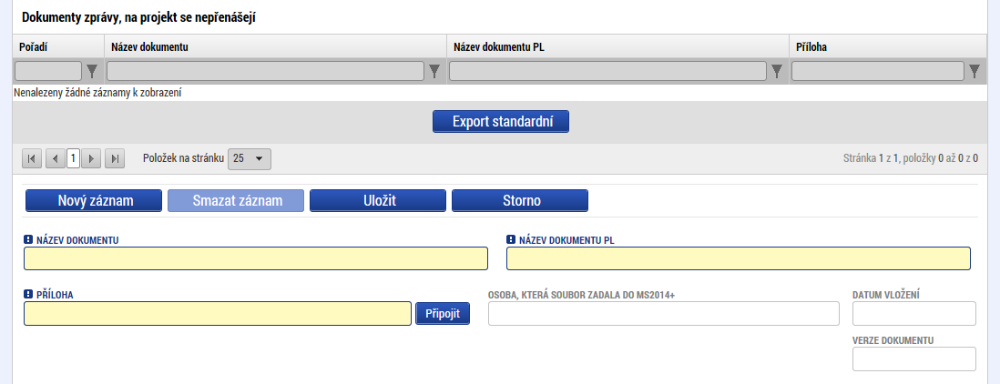 Dokumenty zprávy, na projekt se nepřenášejí
Pořadí Název dokumentu Název dokumentu PL Příloha
Nenalezeny žádné záznamy k zobrazení
Export standardní
1 Položek na stránku 25 Stránka 1 z 1, položky 0 až 0 z 0
Nový záznam Smazat záznam Uložit Storno
NÁZEV DOKUMENTU NÁZEV DOKUMENTU PL
PŘÍLOHA OSOBA, KTERÁ SOUBOR ZADALA DO MS2014+ DATUM VLOŽENÍ
Připojit
VERZE DOKUMENTU